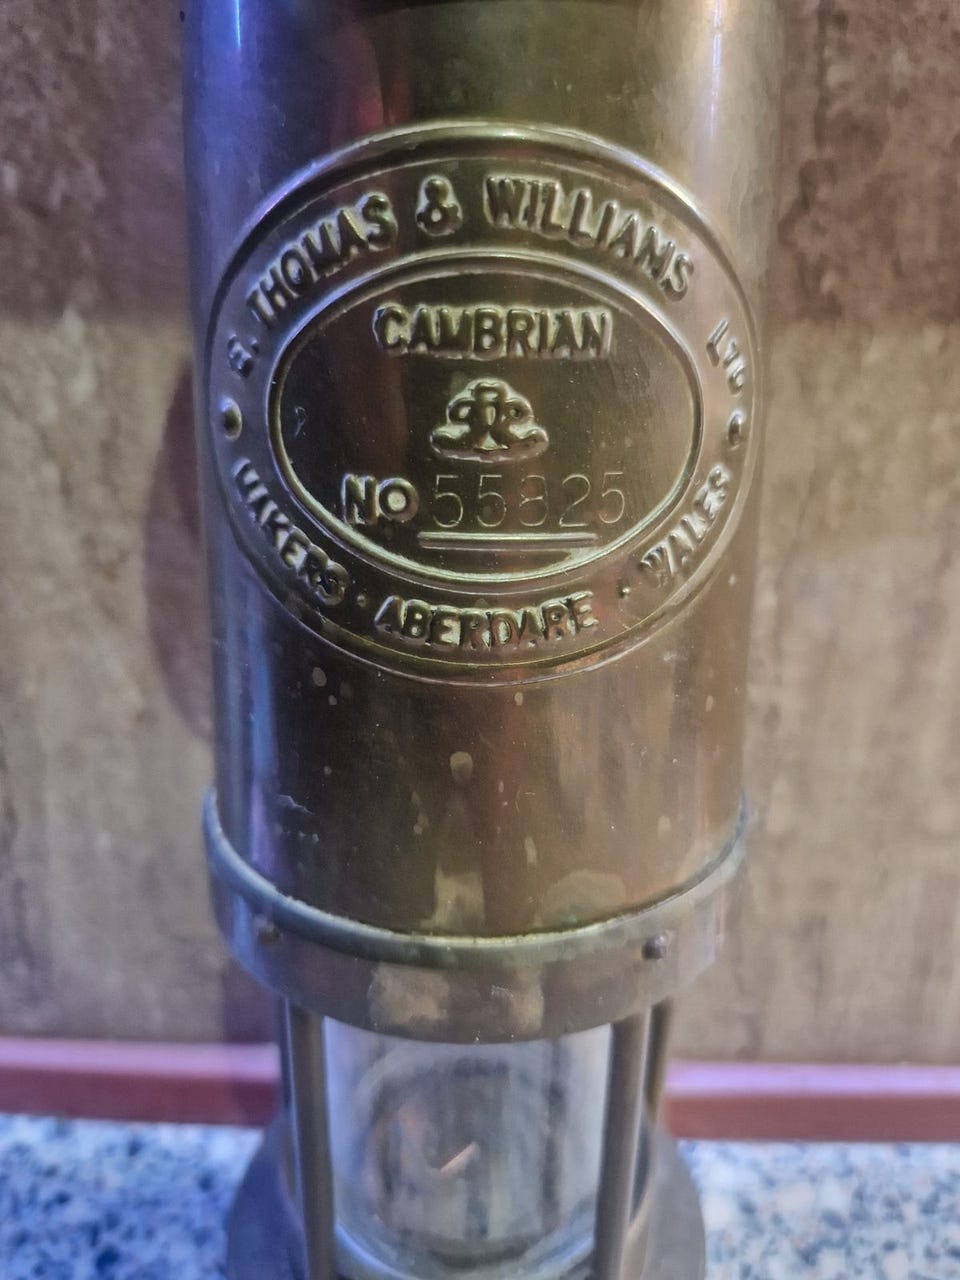 E. THOMAS & WILLIAMS LTD
CAMBRIAN
NO 55825
MAKERS · ABERDARE · WALES